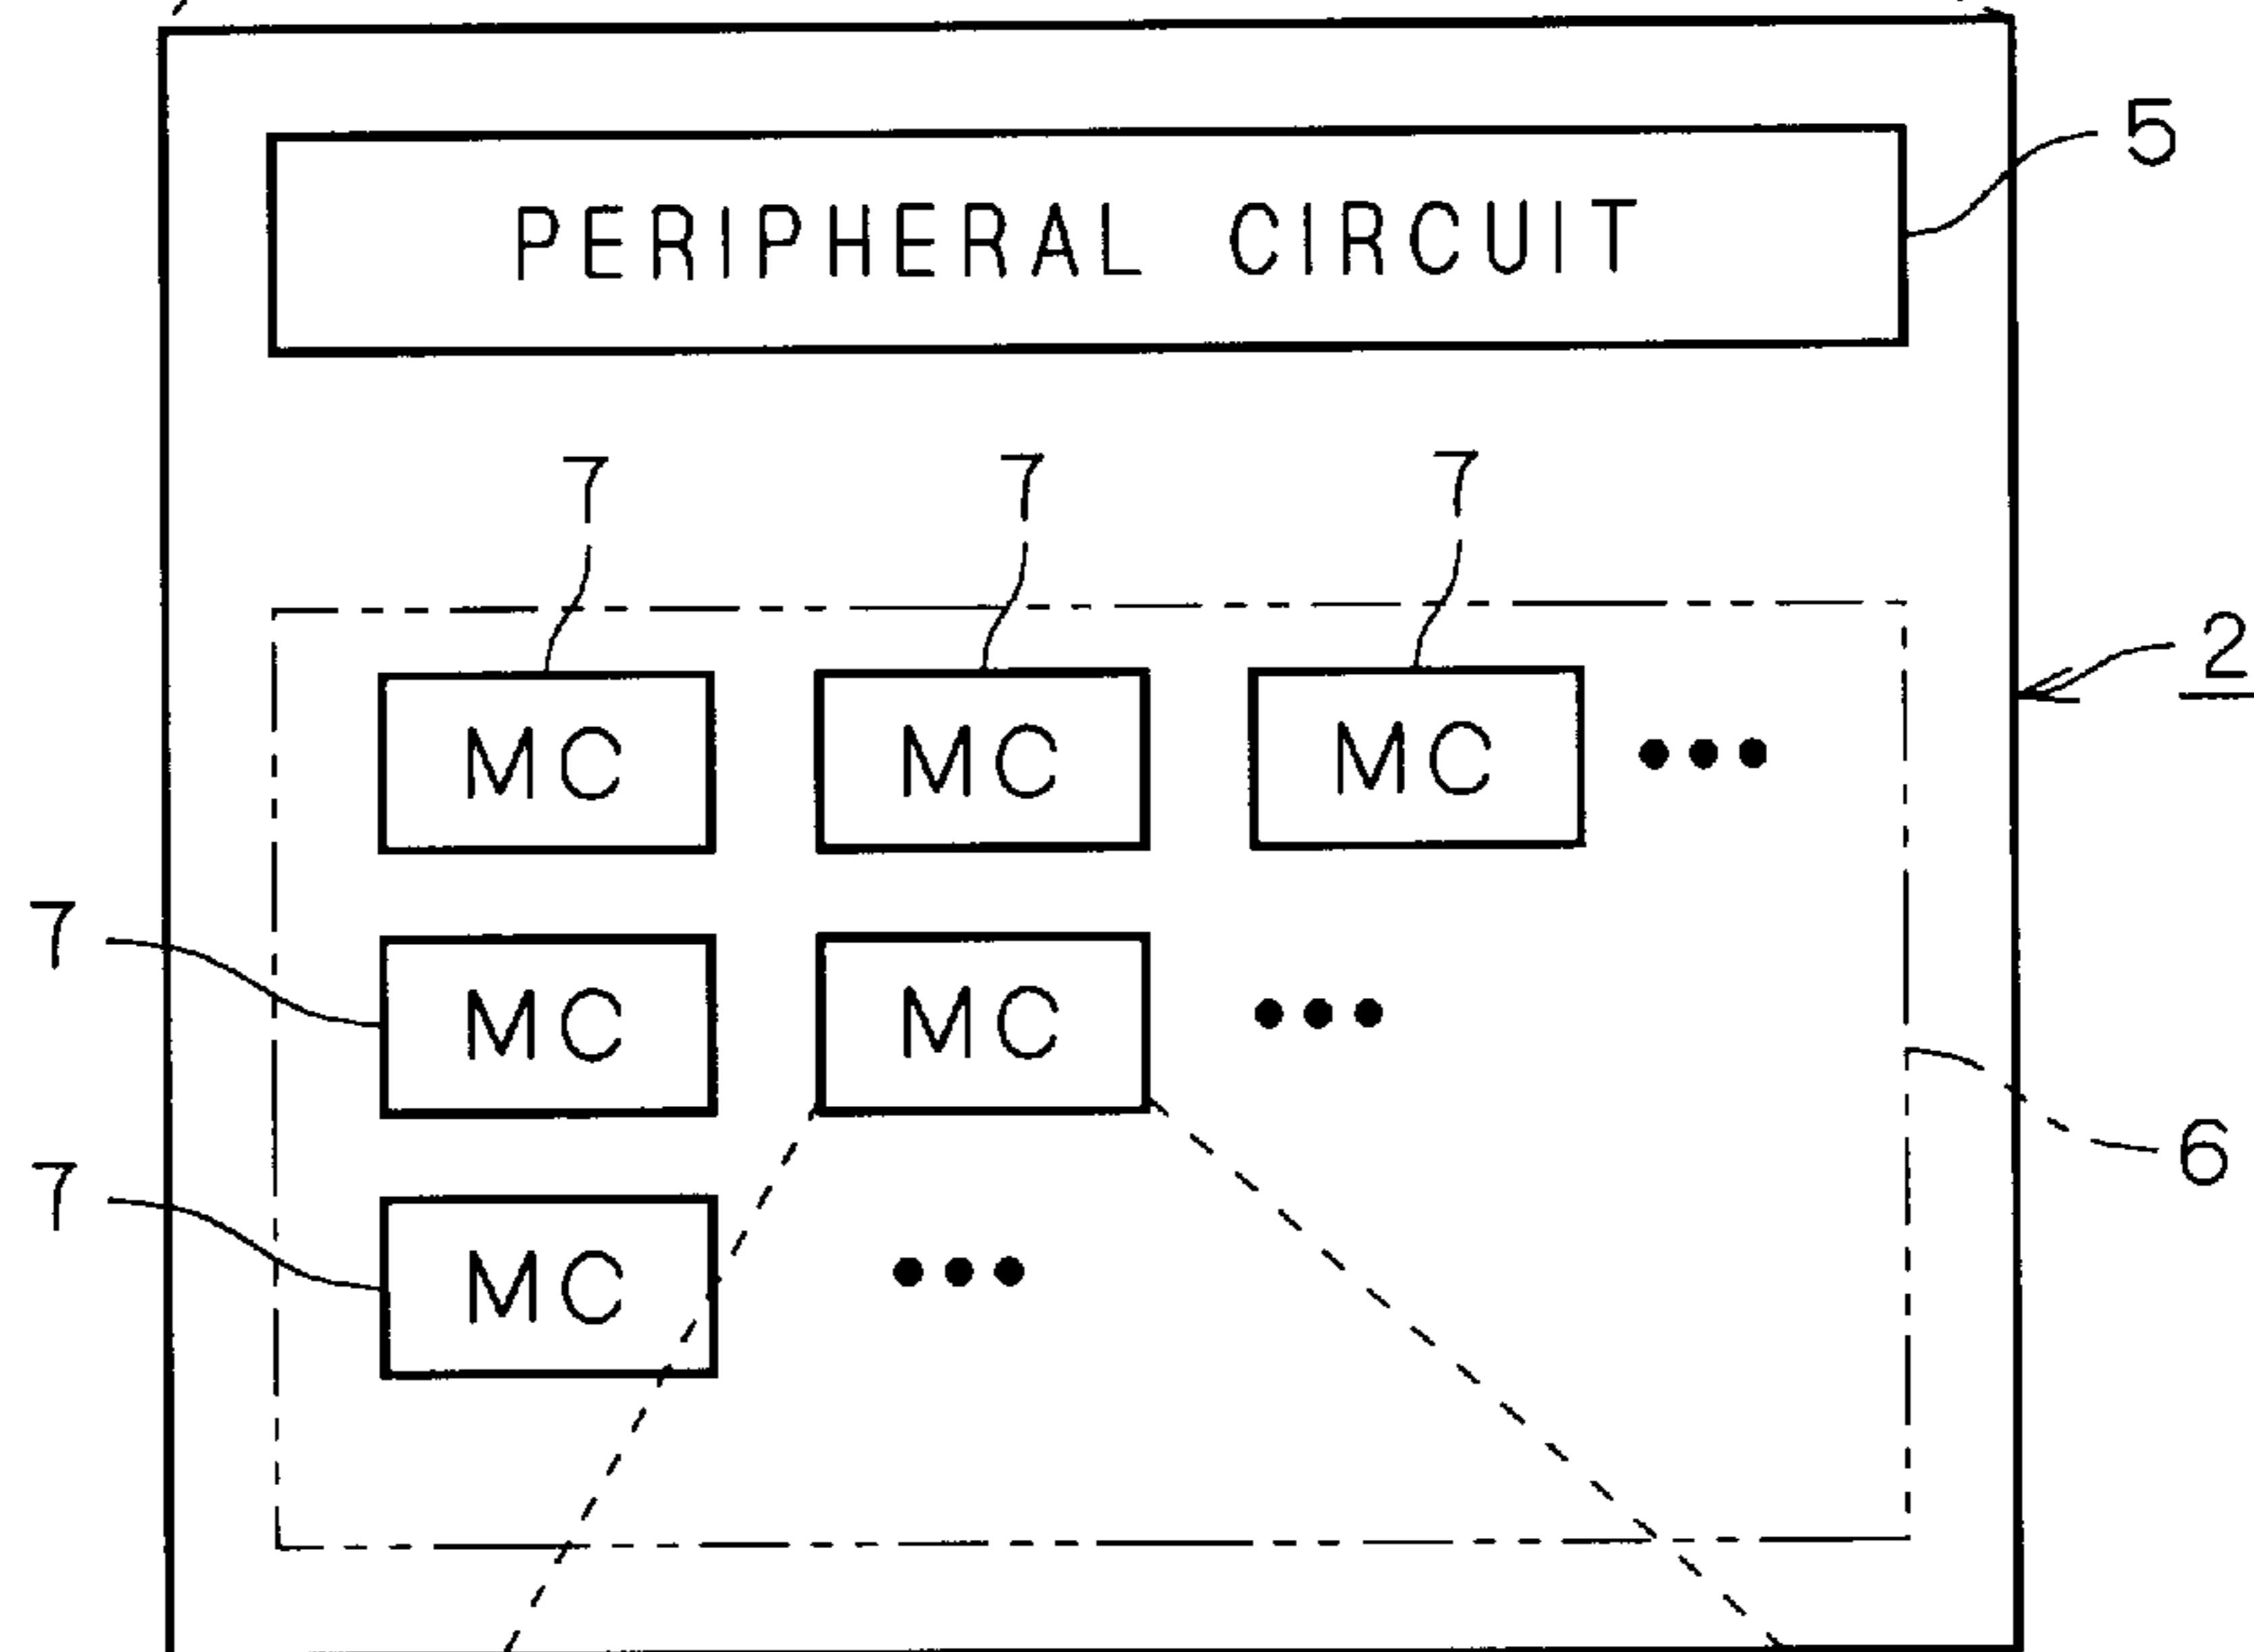 5
PERIPHERAL CIRCUIT
7 7 7
2
MC MC MC •••
7
MC MC •••
6
7
MC •••